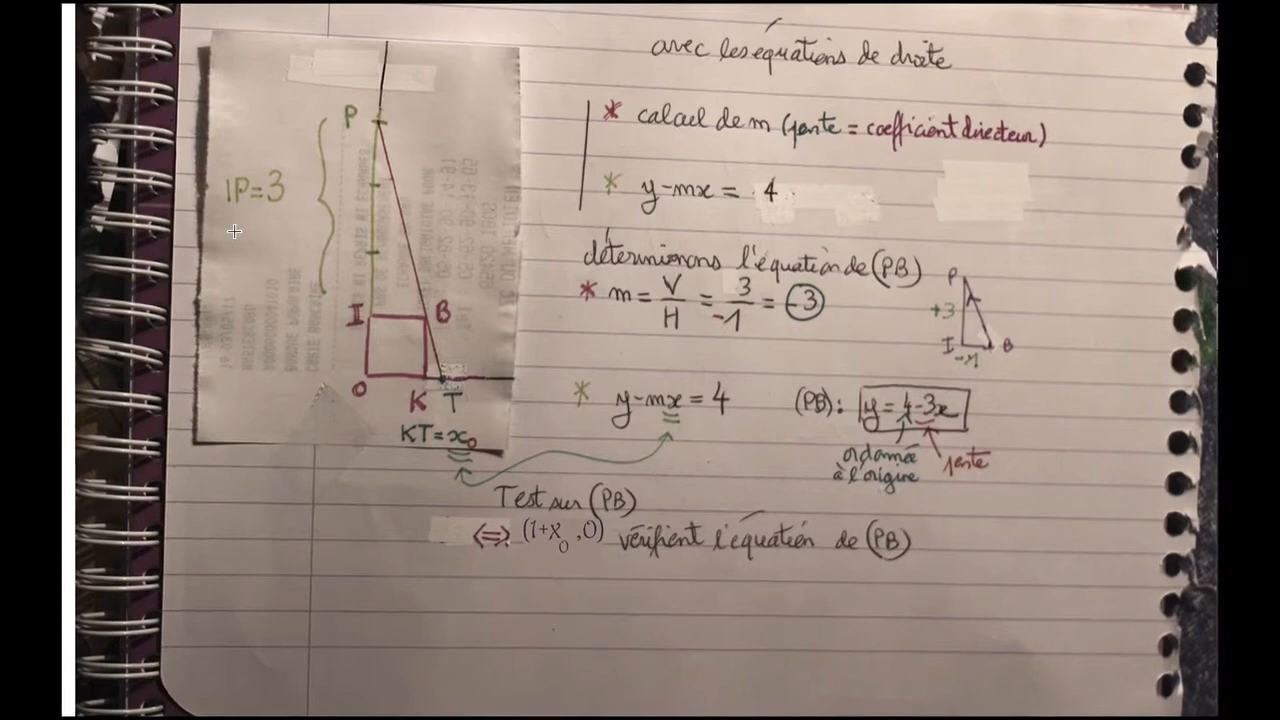 avec les équations de droite
* calcul de m (pente = coefficient directeur)
* y-mx = 4
P
IP=3
I B
O K T
KT = x₀
déterminons l'équation de (PB)
* m = V/H = 3/-1 = -3
P
+3
I B
-1
* y-mx = 4 (PB): y = 4-3x
ordonnée à l'origine
pente
Test sur (PB)
⇔ (1+x₀,0) vérifient l'équation de (PB)